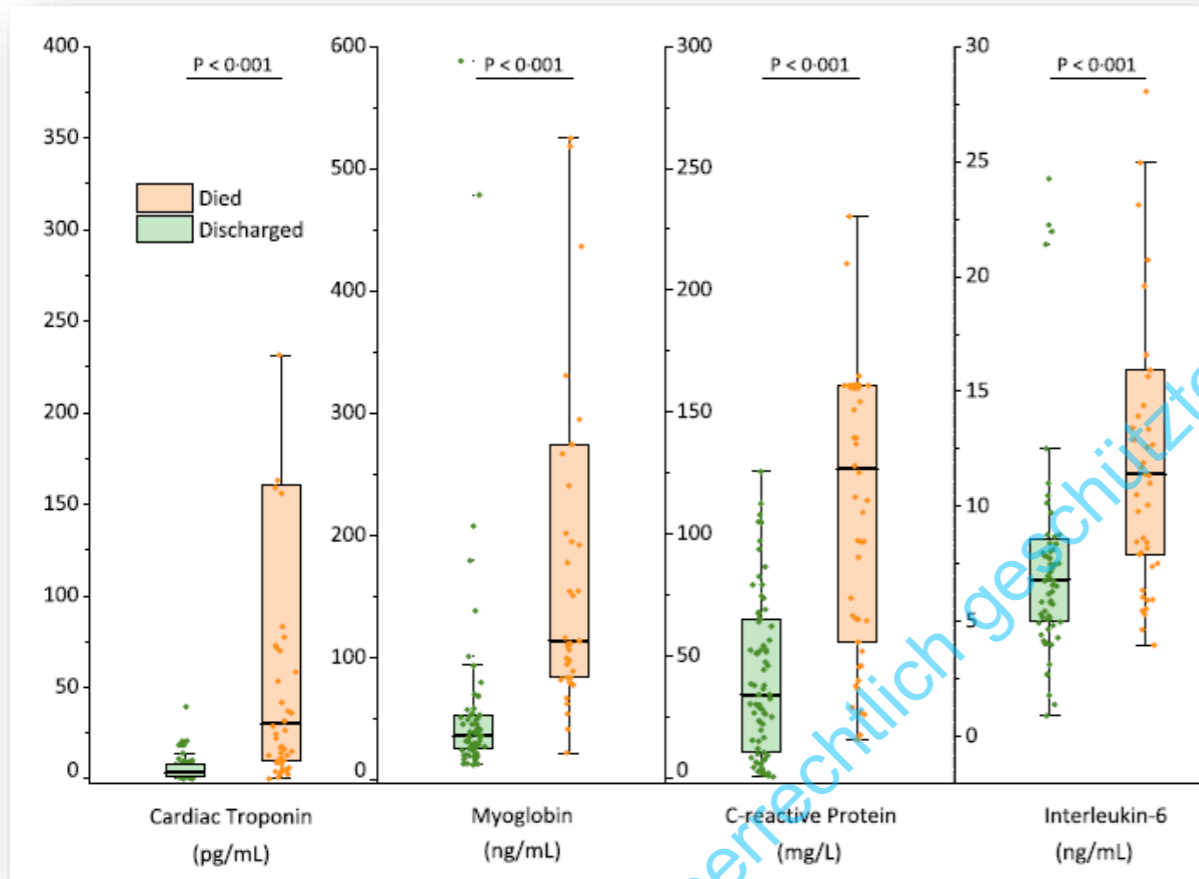 400
350
300
250
200
150
100
50
0
P < 0·001
Died
Discharged
Cardiac Troponin
(pg/mL)
600
500
400
300
200
100
0
P < 0·001
Myoglobin
(ng/mL)
300
250
200
150
100
50
0
P < 0·001
C-reactive Protein
(mg/L)
30
25
20
15
10
5
0
P < 0·001
Interleukin-6
(ng/mL)
errechtlich geschützte